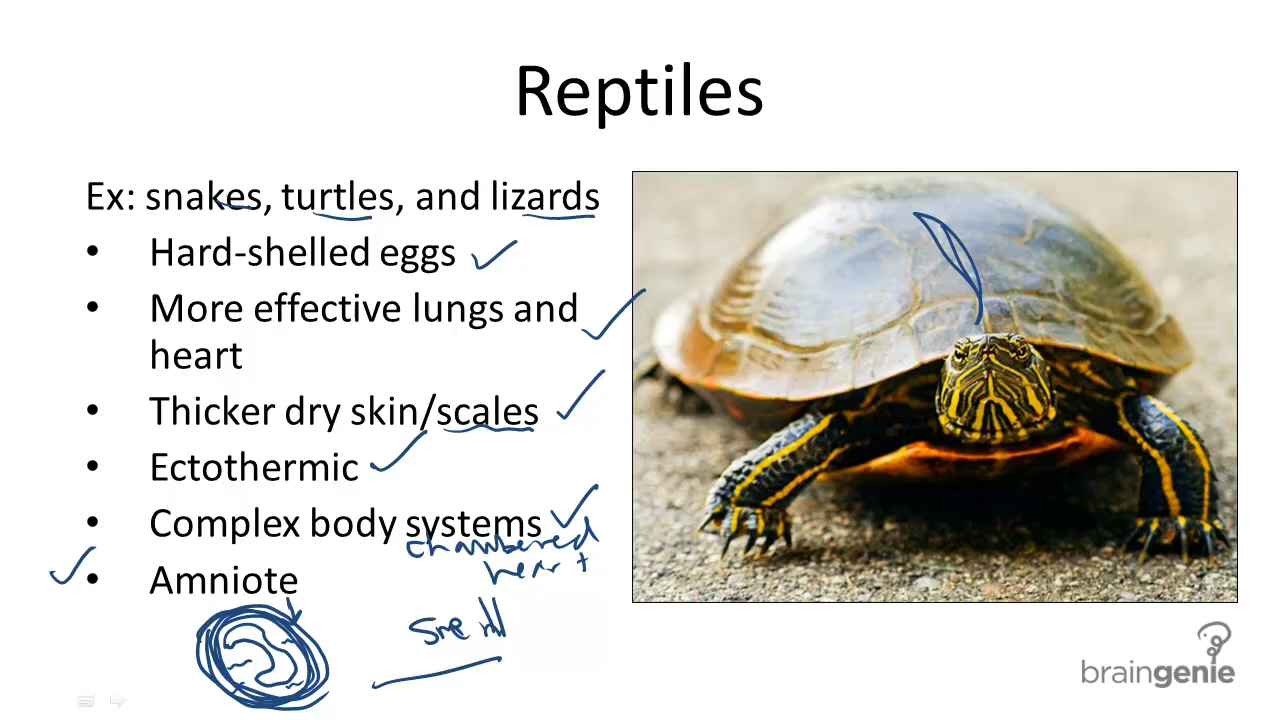 Reptiles
Ex: snakes, turtles, and lizards
• Hard-shelled eggs
• More effective lungs and
heart
• Thicker dry skin/scales
• Ectothermic
• Complex body systems
chambered
heart
• Amniote
braingenie